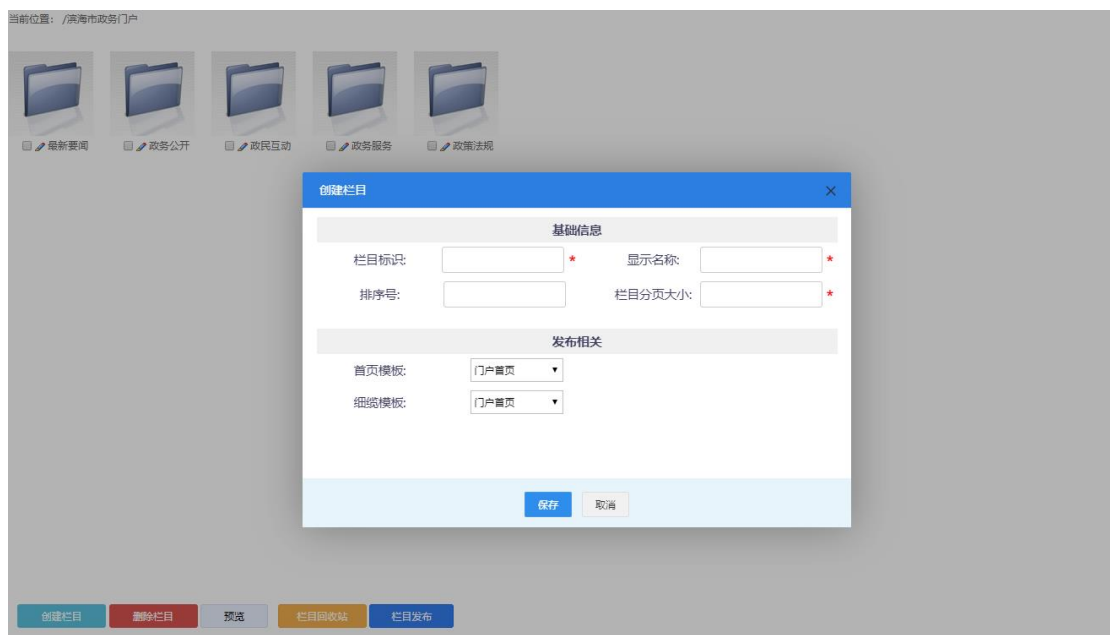 当前位置： /滨海市政务门户
最新要闻 政务公开 政民互动 政务服务 政策法规
创建栏目
基础信息
栏目标识: * 显示名称: *
排序号: 栏目分页大小: *
发布相关
首页模板: 门户首页
细缆模板: 门户首页
保存 取消
创建栏目 删除栏目 预览 栏目回收站 栏目发布